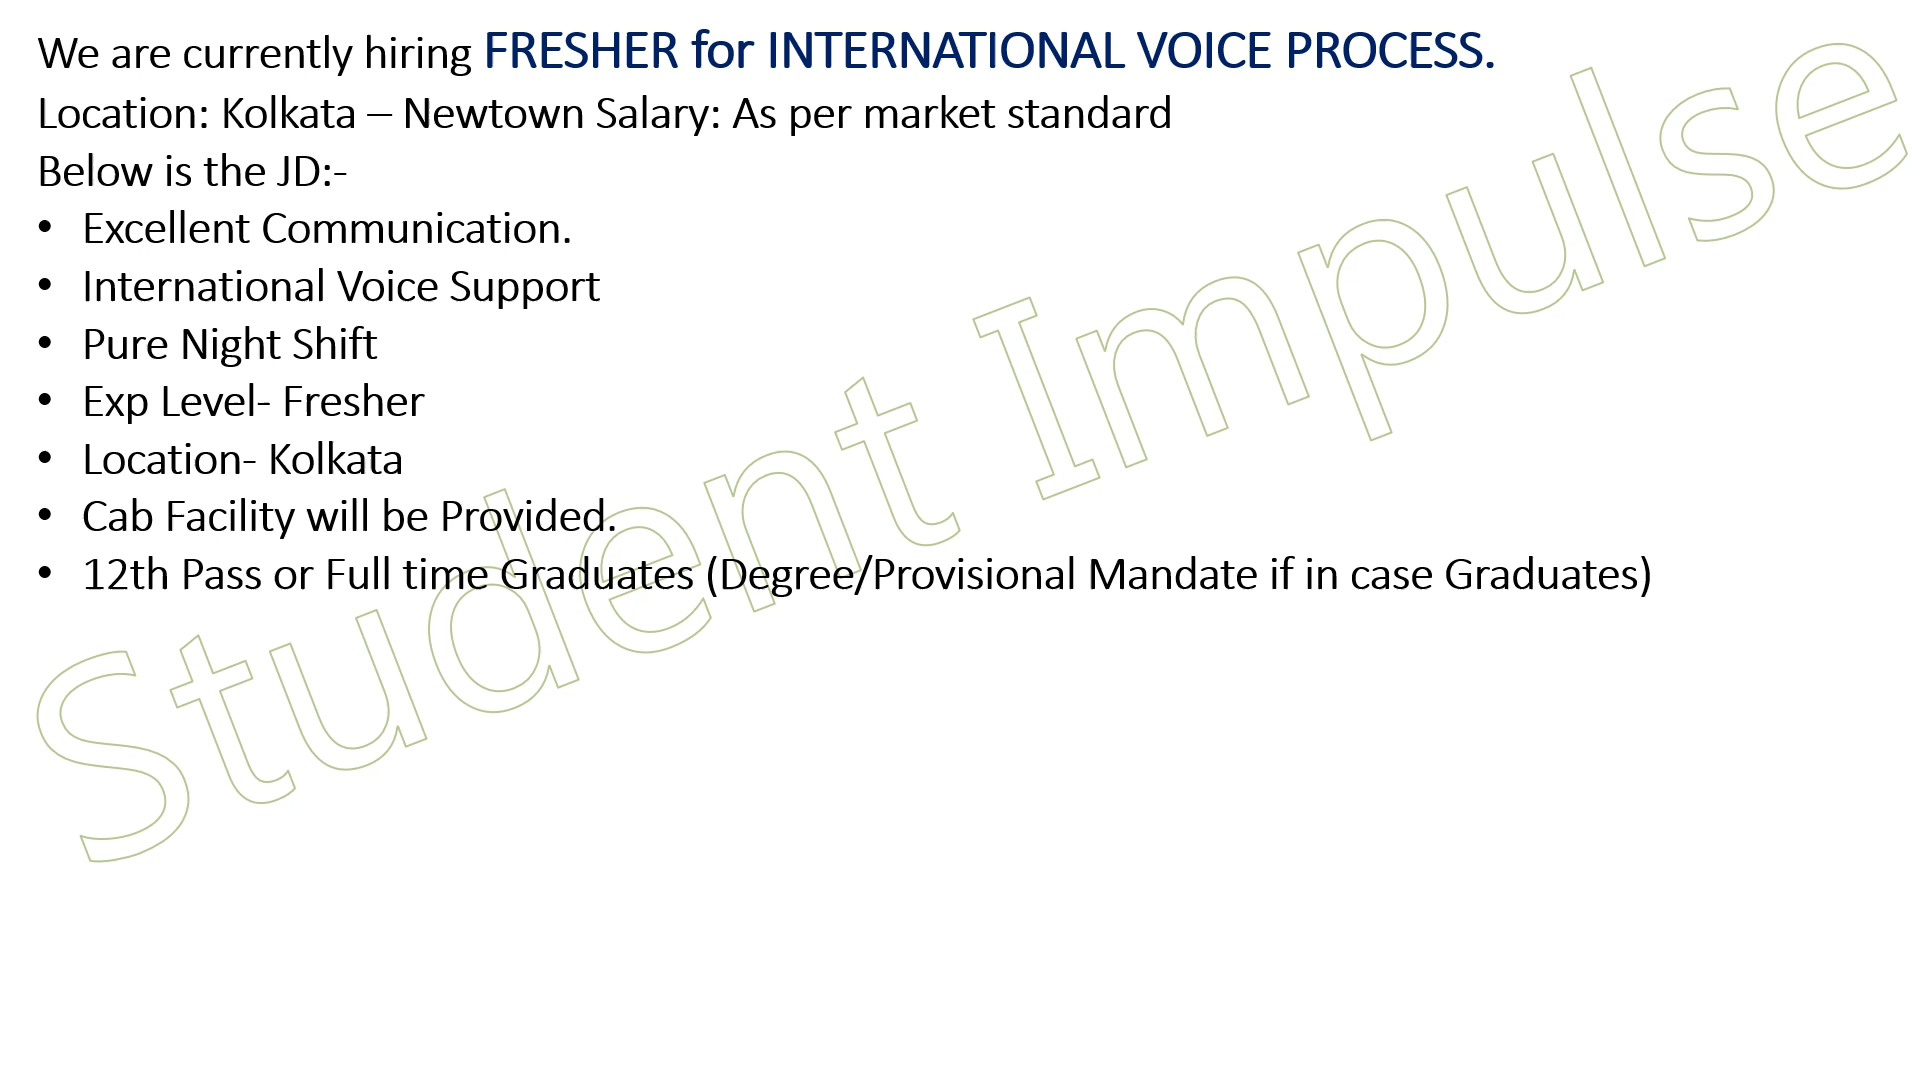 We are currently hiring FRESHER for INTERNATIONAL VOICE PROCESS.
Location: Kolkata – Newtown Salary: As per market standard
Below is the JD:-
• Excellent Communication.
• International Voice Support
• Pure Night Shift
• Exp Level- Fresher
• Location- Kolkata
• Cab Facility will be Provided.
• 12th Pass or Full time Graduates (Degree/Provisional Mandate if in case Graduates)
Student Impulse